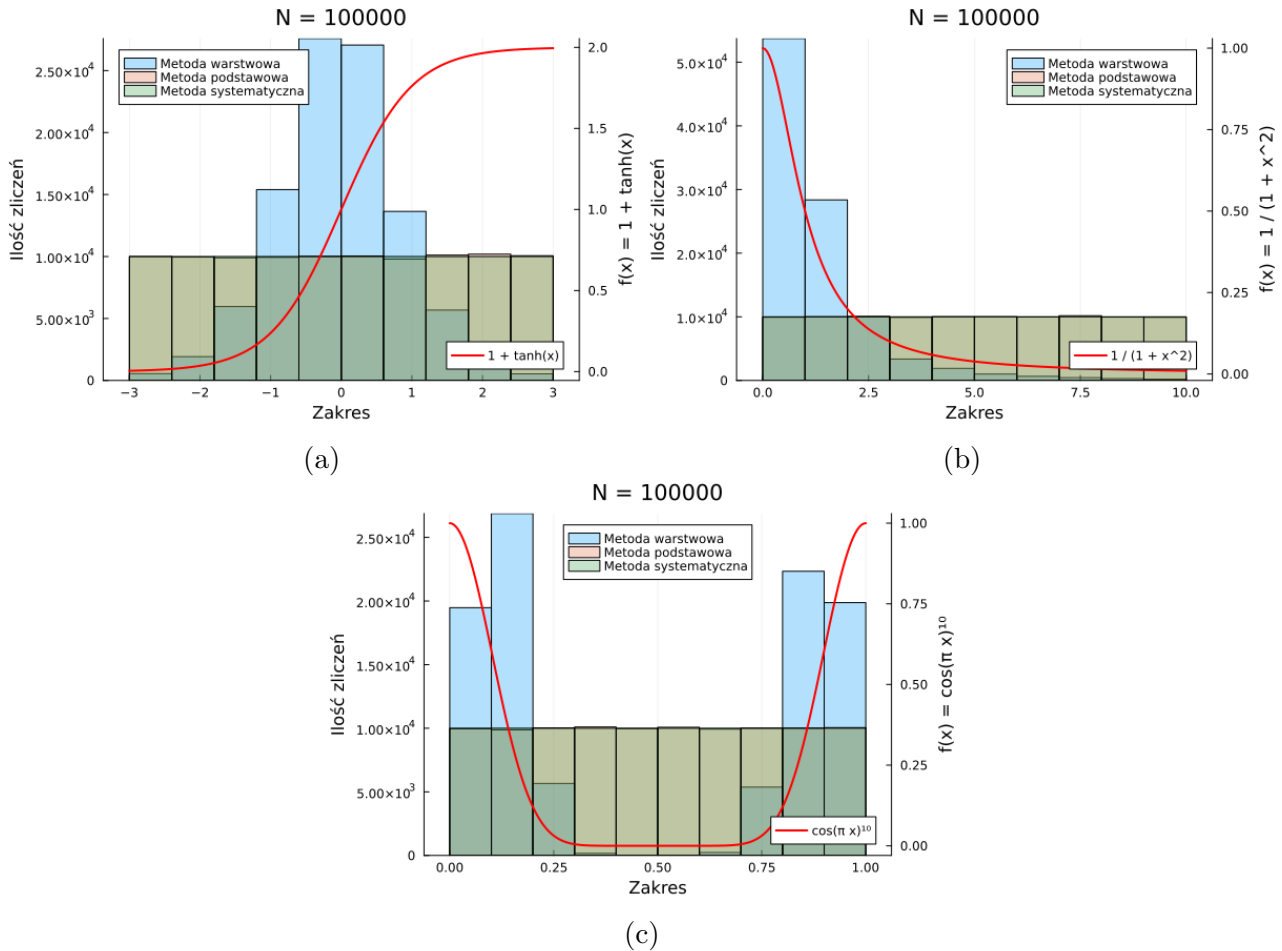 N = 100000
Metoda warstwowa
Metoda podstawowa
Metoda systematyczna
2.50×10⁴
2.00×10⁴
1.50×10⁴
1.00×10⁴
5.00×10³
0
Ilość zliczeń
2.0
1.5
1.0
0.5
0.0
f(x) = 1 + tanh(x)
1 + tanh(x)
−3 −2 −1 0 1 2 3
Zakres
(a)
N = 100000
Metoda warstwowa
Metoda podstawowa
Metoda systematyczna
5.0×10⁴
4.0×10⁴
3.0×10⁴
2.0×10⁴
1.0×10⁴
0
Ilość zliczeń
1.00
0.75
0.50
0.25
0.00
f(x) = 1 / (1 + x^2)
1 / (1 + x^2)
0.0 2.5 5.0 7.5 10.0
Zakres
(b)
N = 100000
Metoda warstwowa
Metoda podstawowa
Metoda systematyczna
2.50×10⁴
2.00×10⁴
1.50×10⁴
1.00×10⁴
5.00×10³
0
Ilość zliczeń
1.00
0.75
0.50
0.25
0.00
f(x) = cos(π x)¹⁰
cos(π x)¹⁰
0.00 0.25 0.50 0.75 1.00
Zakres
(c)